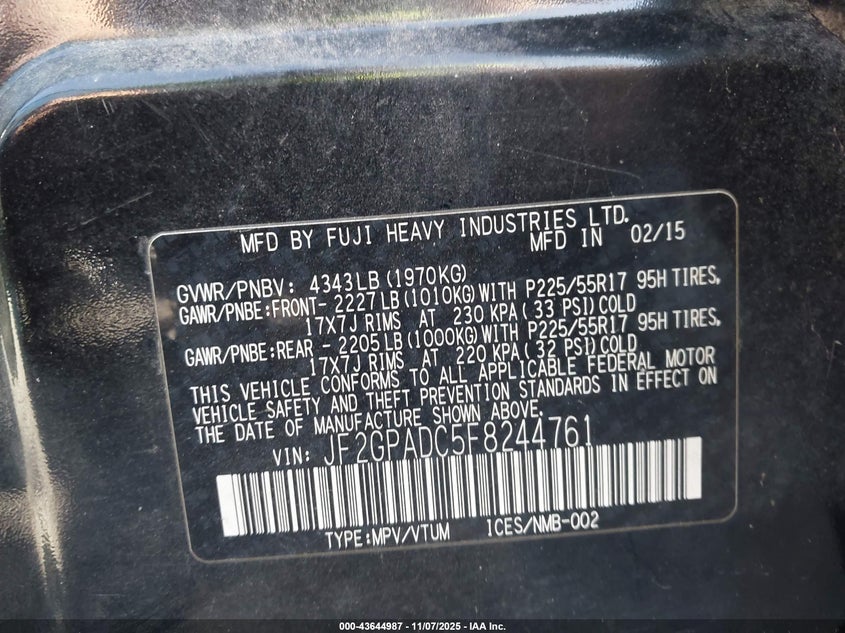 MFD BY FUJI HEAVY INDUSTRIES LTD.
MFD IN 02/15
GVWR/PNBV: 4343LB (1970KG)
GAWR/PNBE:FRONT- 2227LB (1010KG) WITH P225/55R17 95H TIRES,
17X7J RIMS AT 230 KPA ( 33 PSI) COLD
GAWR/PNBE:REAR - 2205LB (1000KG) WITH P225/55R17 95H TIRES,
17X7J RIMS AT 220 KPA ( 32 PSI) COLD
THIS VEHICLE CONFORMS TO ALL APPLICABLE FEDERAL MOTOR
VEHICLE SAFETY AND THEFT PREVENTION STANDARDS IN EFFECT ON
THE DATE OF MANUFACTURE SHOWN ABOVE.
VIN: JF2GPADC5F8244761
TYPE:MPV/VTUM ICES/NMB-002
000-43644987 - 11/07/2025 - IAA Inc.